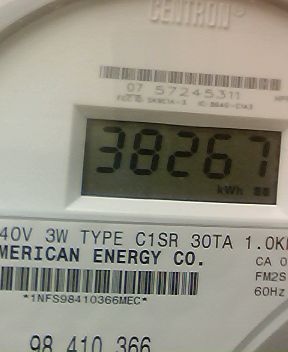 CENTRON®
07 57245311
38267
kWh
40V 3W TYPE C1SR 30TA 1.0K
MERICAN ENERGY CO.
CA 0
FM2S
60Hz
*1NFS98410366MEC*
98 410 366